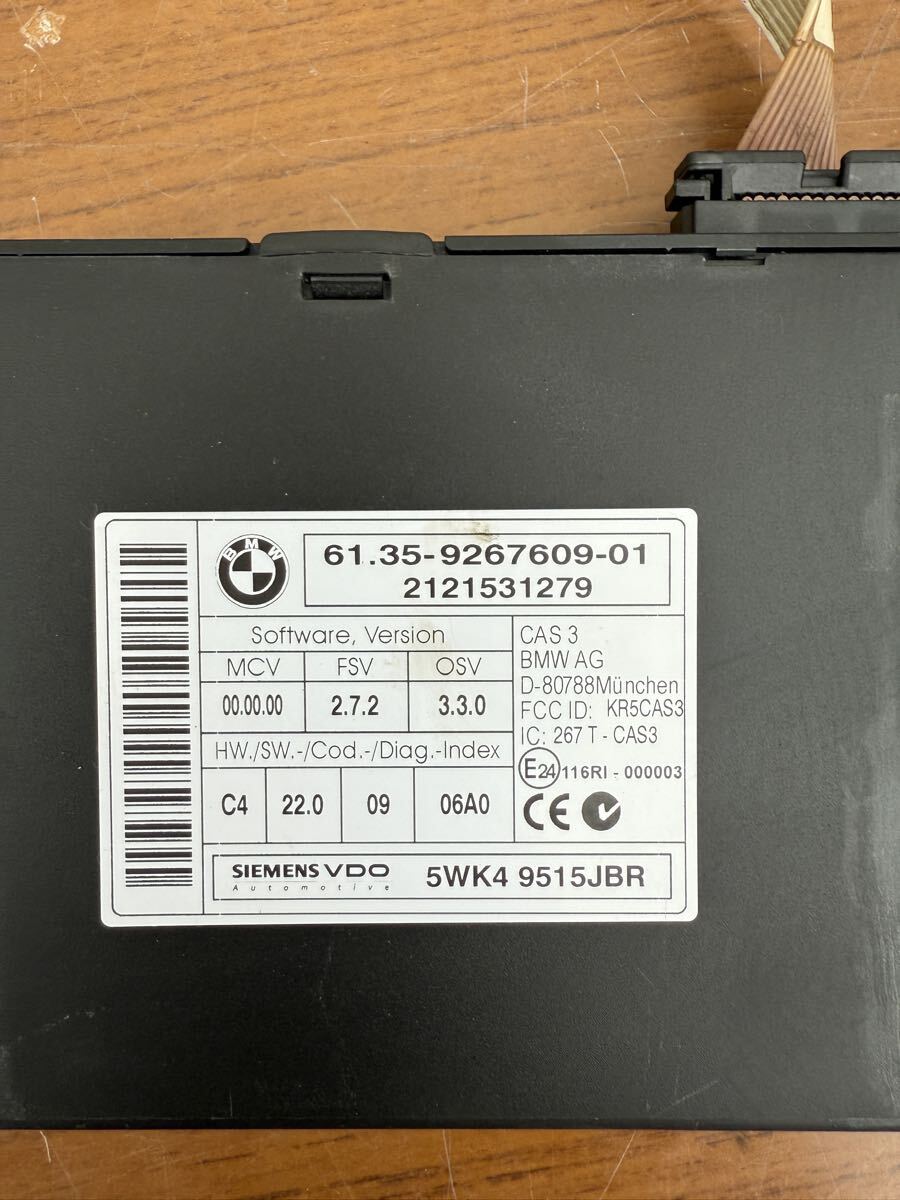 BMW
61.35-9267609-01
2121531279
Software, Version
MCV FSV OSV
00.00.00 2.7.2 3.3.0
HW./SW.-/Cod.-/Diag.-Index
C4 22.0 09 06A0
CAS 3
BMW AG
D-80788München
FCC ID: KR5CAS3
IC: 267 T - CAS3
E24 116RI - 000003
CE
SIEMENS VDO
Automotive
5WK4 9515JBR